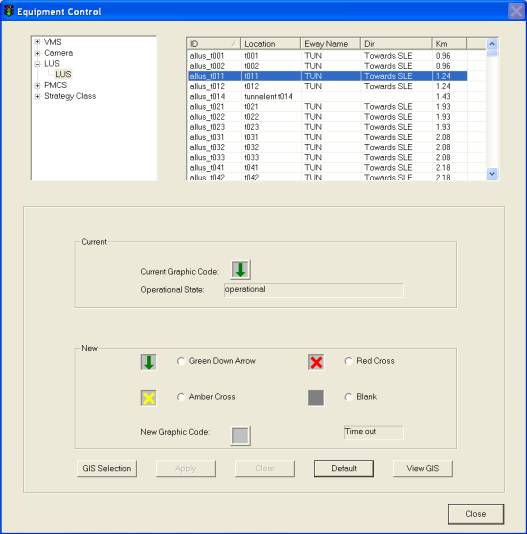 Equipment Control
VMS
Camera
LUS
LUS
PMCS
Strategy Class
ID Location Eway Name Dir Km
allus_t001 t001 TUN Towards SLE 0.96
allus_t002 t002 TUN Towards SLE 0.96
allus_t011 t011 TUN Towards SLE 1.24
allus_t012 t012 TUN Towards SLE 1.24
allus_t014 tunnelent t014 1.43
allus_t021 t021 TUN Towards SLE 1.93
allus_t022 t022 TUN Towards SLE 1.93
allus_t023 t023 TUN Towards SLE 1.93
allus_t031 t031 TUN Towards SLE 2.08
allus_t032 t032 TUN Towards SLE 2.08
allus_t033 t033 TUN Towards SLE 2.08
allus_t041 t041 TUN Towards SLE 2.18
allus_t042 t042 TUN Towards SLE 2.18
Current
Current Graphic Code:
Operational State: operational
New
Green Down Arrow Red Cross
Amber Cross Blank
New Graphic Code: Time out
GIS Selection Apply Clear Default View GIS
Close